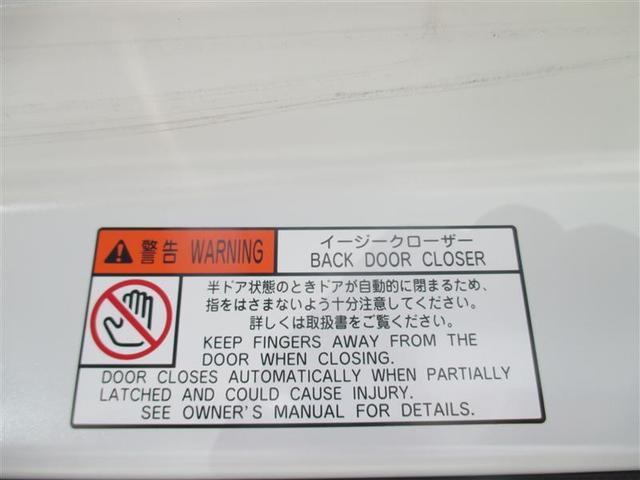 警告 WARNING
イージークローザー
BACK DOOR CLOSER
半ドア状態のときドアが自動的に閉まるため、
指をはさまないよう十分注意してください。
詳しくは取扱書をご覧ください。
KEEP FINGERS AWAY FROM THE
DOOR WHEN CLOSING.
DOOR CLOSES AUTOMATICALLY WHEN PARTIALLY
LATCHED AND COULD CAUSE INJURY.
SEE OWNER'S MANUAL FOR DETAILS.